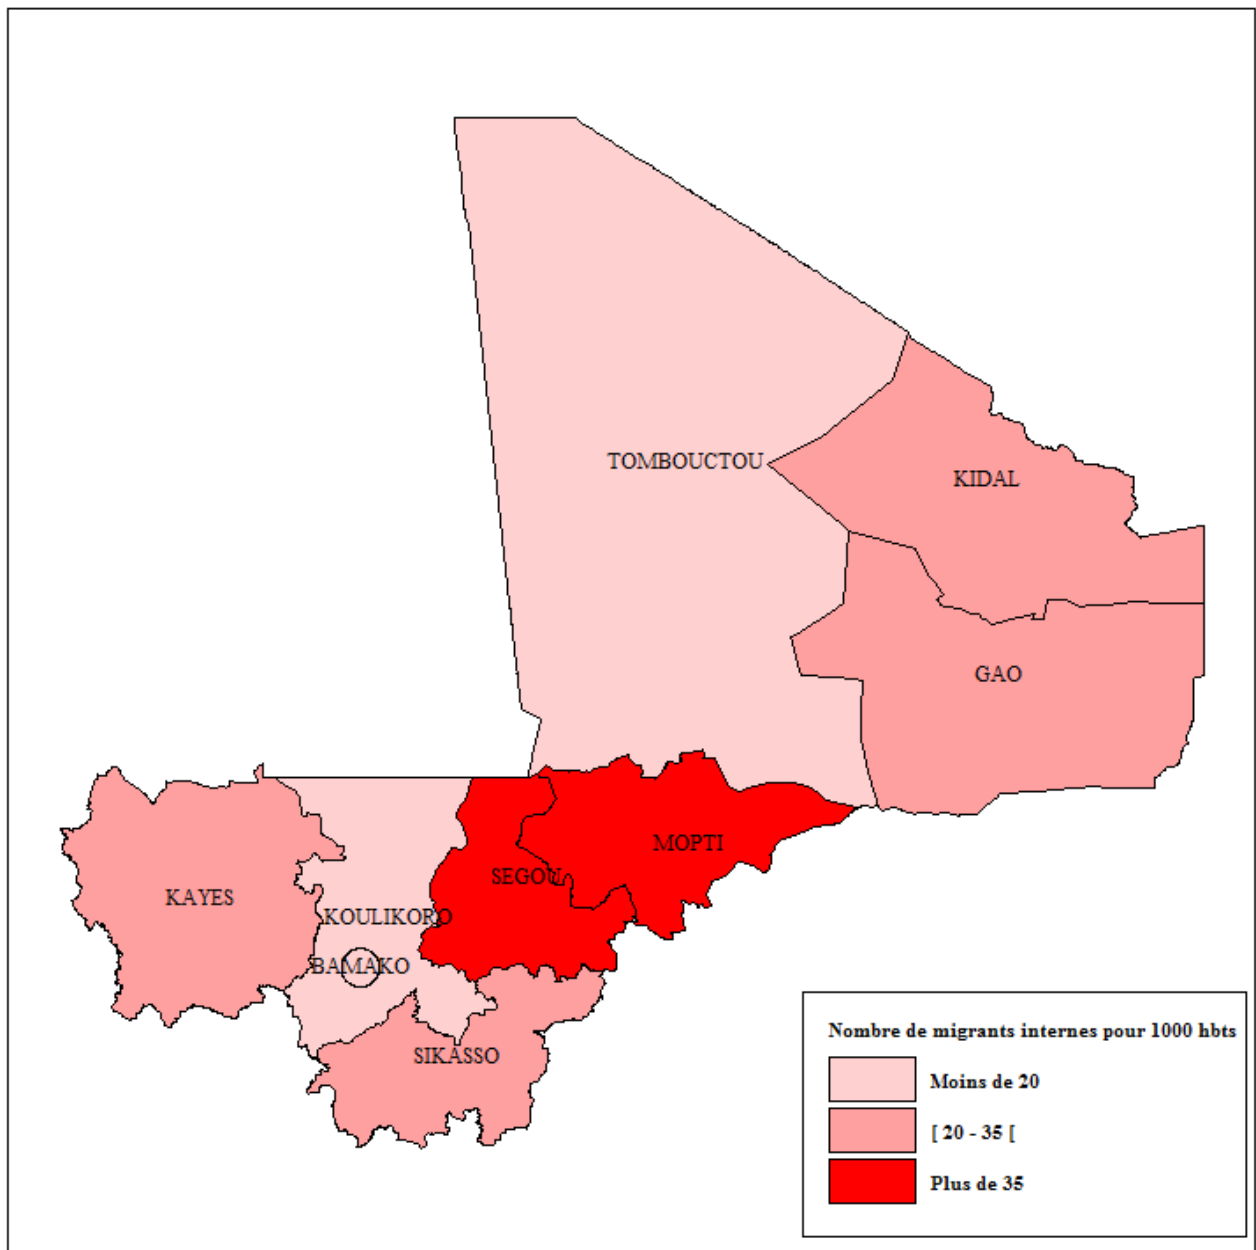 TOMBOUCTOU
KIDAL
GAO
MOPTI
SEGOU
KAYES
KOULIKORO
BAMAKO
SIKASSO
Nombre de migrants internes pour 1000 hbts
Moins de 20
[ 20 - 35 [
Plus de 35